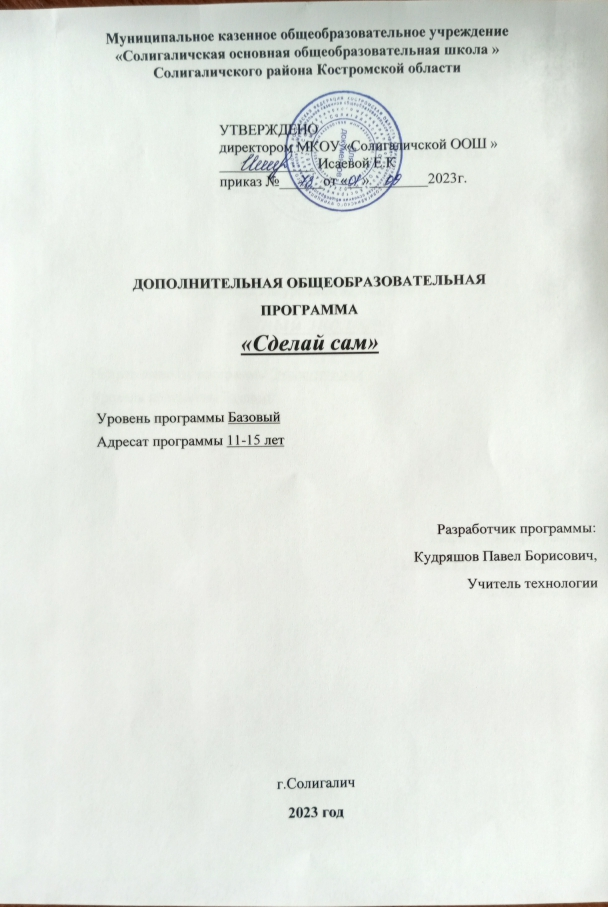 Муниципальное казенное общеобразовательное учреждение
«Солигаличская основная общеобразовательная школа »
Солигаличского района Костромской области
УТВЕРЖДЕНО
директором МКОУ «Солигаличской ООШ »
Исаевой Е.К
приказ № от «01» 2023г.
ДОПОЛНИТЕЛЬНАЯ ОБЩЕОБРАЗОВАТЕЛЬНАЯ
ПРОГРАММА
«Сделай сам»
Уровень программы Базовый
Адресат программы 11-15 лет
Разработчик программы:
Кудряшов Павел Борисович,
Учитель технологии
г.Солигалич
2023 год